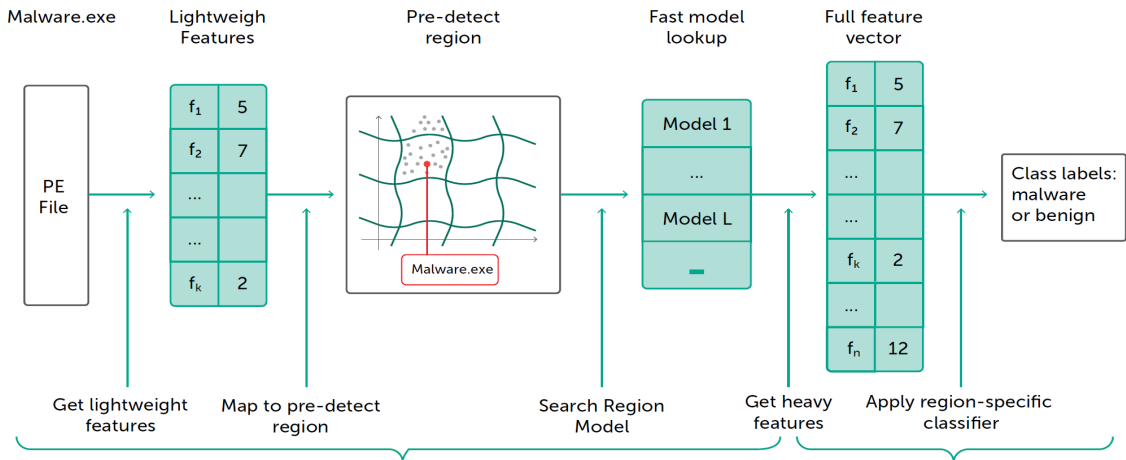 Malware.exe
Lightweigh
Features
Pre-detect
region
Fast model
lookup
Full feature
vector
PE
File
f₁ 5
f₂ 7
...
...
fₖ 2
Malware.exe
Model 1
...
Model L
f₁ 5
f₂ 7
...
...
fₖ 2
...
fₙ 12
Class labels:
malware
or benign
Get lightweight
features
Map to pre-detect
region
Search Region
Model
Get heavy
features
Apply region-specific
classifier